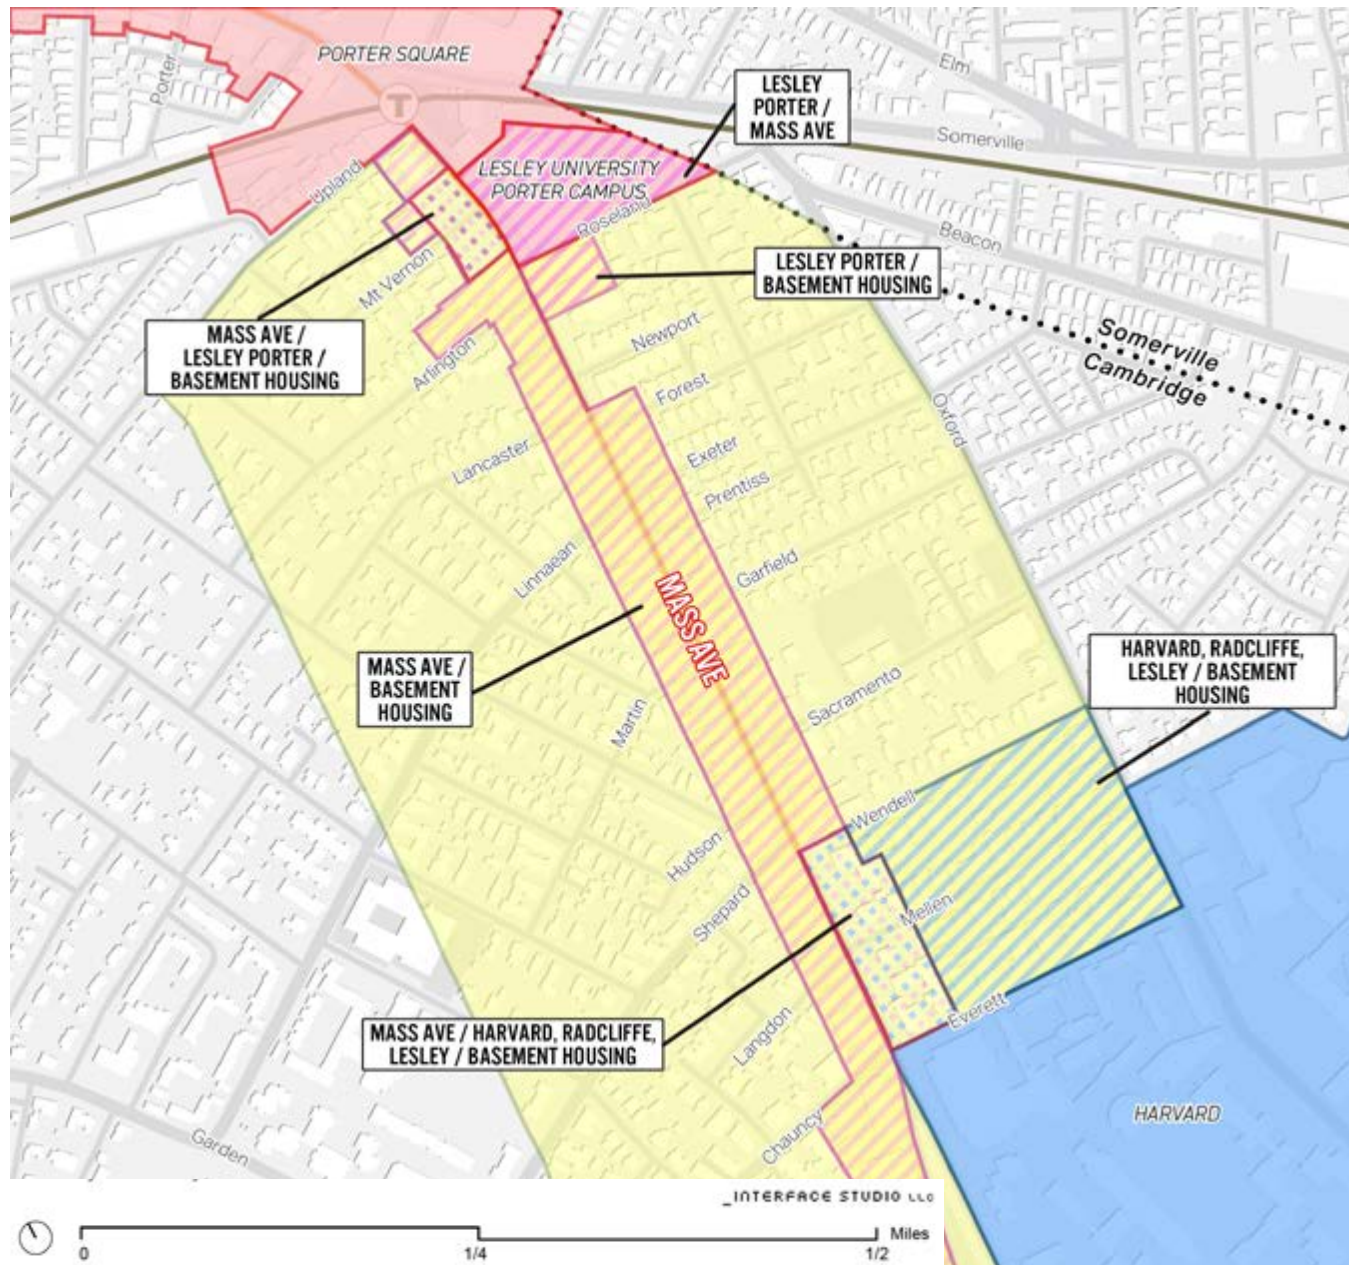 PORTER SQUARE
Porter
T
Elm
LESLEY
PORTER /
MASS AVE
Somerville
LESLEY UNIVERSITY
PORTER CAMPUS
Upland
Roseland
Beacon
Mt Vernon
LESLEY PORTER /
BASEMENT HOUSING
MASS AVE /
LESLEY PORTER /
BASEMENT HOUSING
Newport
Somerville
Cambridge
Arlington
Forest
Oxford
Lancaster
Exeter
Prentiss
Linnaean
Garfield
MASS AVE
MASS AVE /
BASEMENT
HOUSING
HARVARD, RADCLIFFE,
LESLEY / BASEMENT
HOUSING
Sacramento
Martin
Wendell
Hudson
Shepard
Mellen
MASS AVE / HARVARD, RADCLIFFE,
LESLEY / BASEMENT HOUSING
Langdon
Everett
HARVARD
Chauncy
Garden
_INTERFACE STUDIO LLC
0
1/4
1/2
Miles